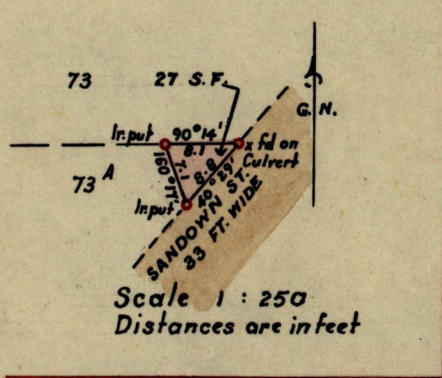 73
27 S.F.
G. N.
Ir. put
90°14'
8.1
x fd on
Culvert
73 A
160°17'
7.1
8.8
40°29'
Ir. put
SANDOWN ST.
33 FT. WIDE
Scale 1 : 250
Distances are in feet